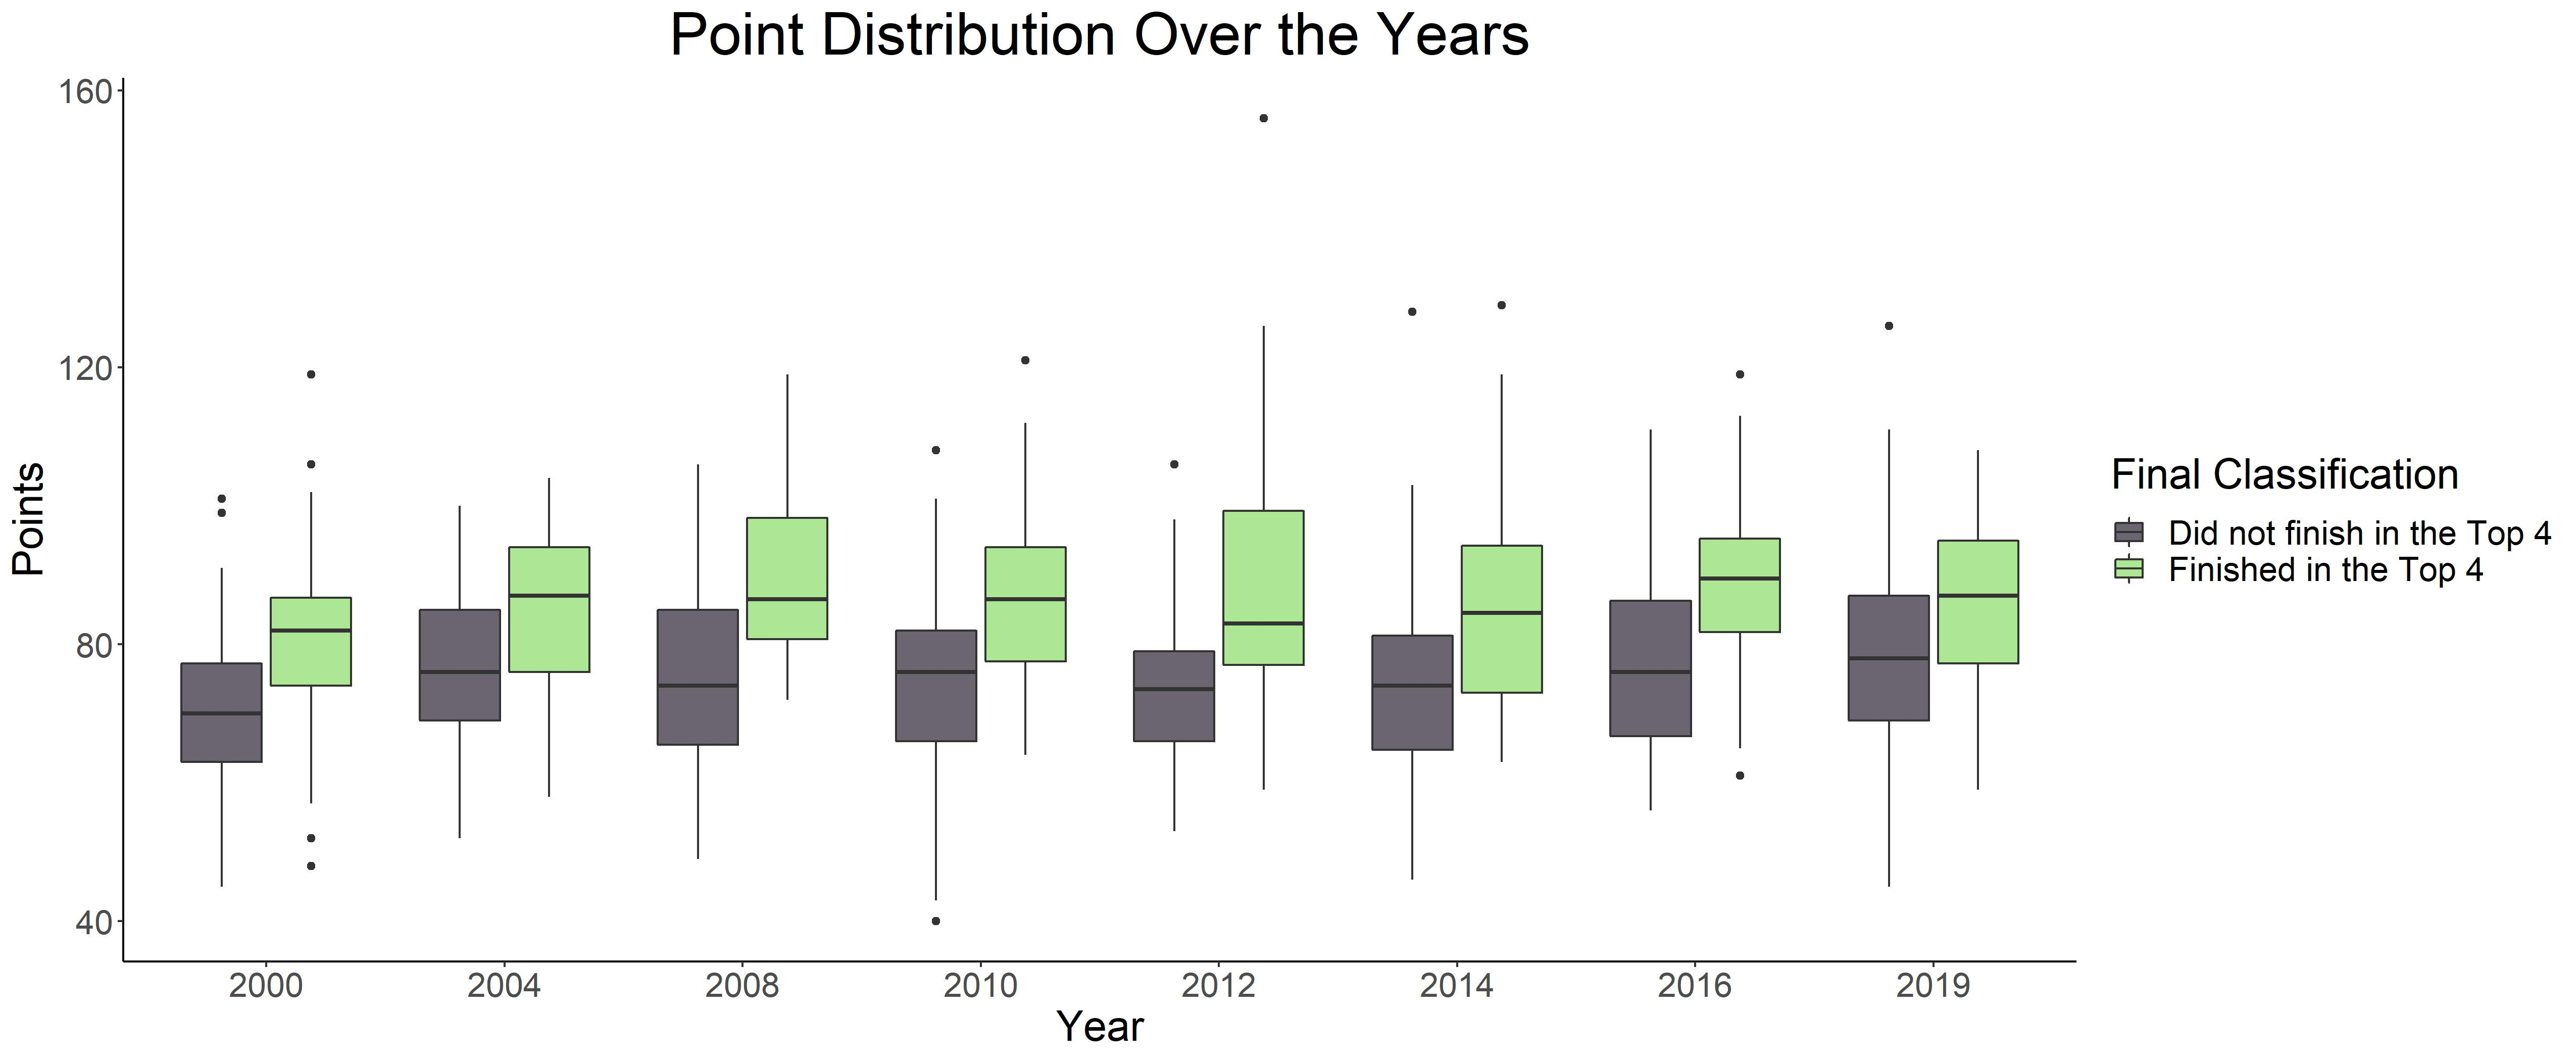 Point Distribution Over the Years
Points
160
120
80
40
2000 2004 2008 2010 2012 2014 2016 2019
Year
Final Classification
Did not finish in the Top 4
Finished in the Top 4